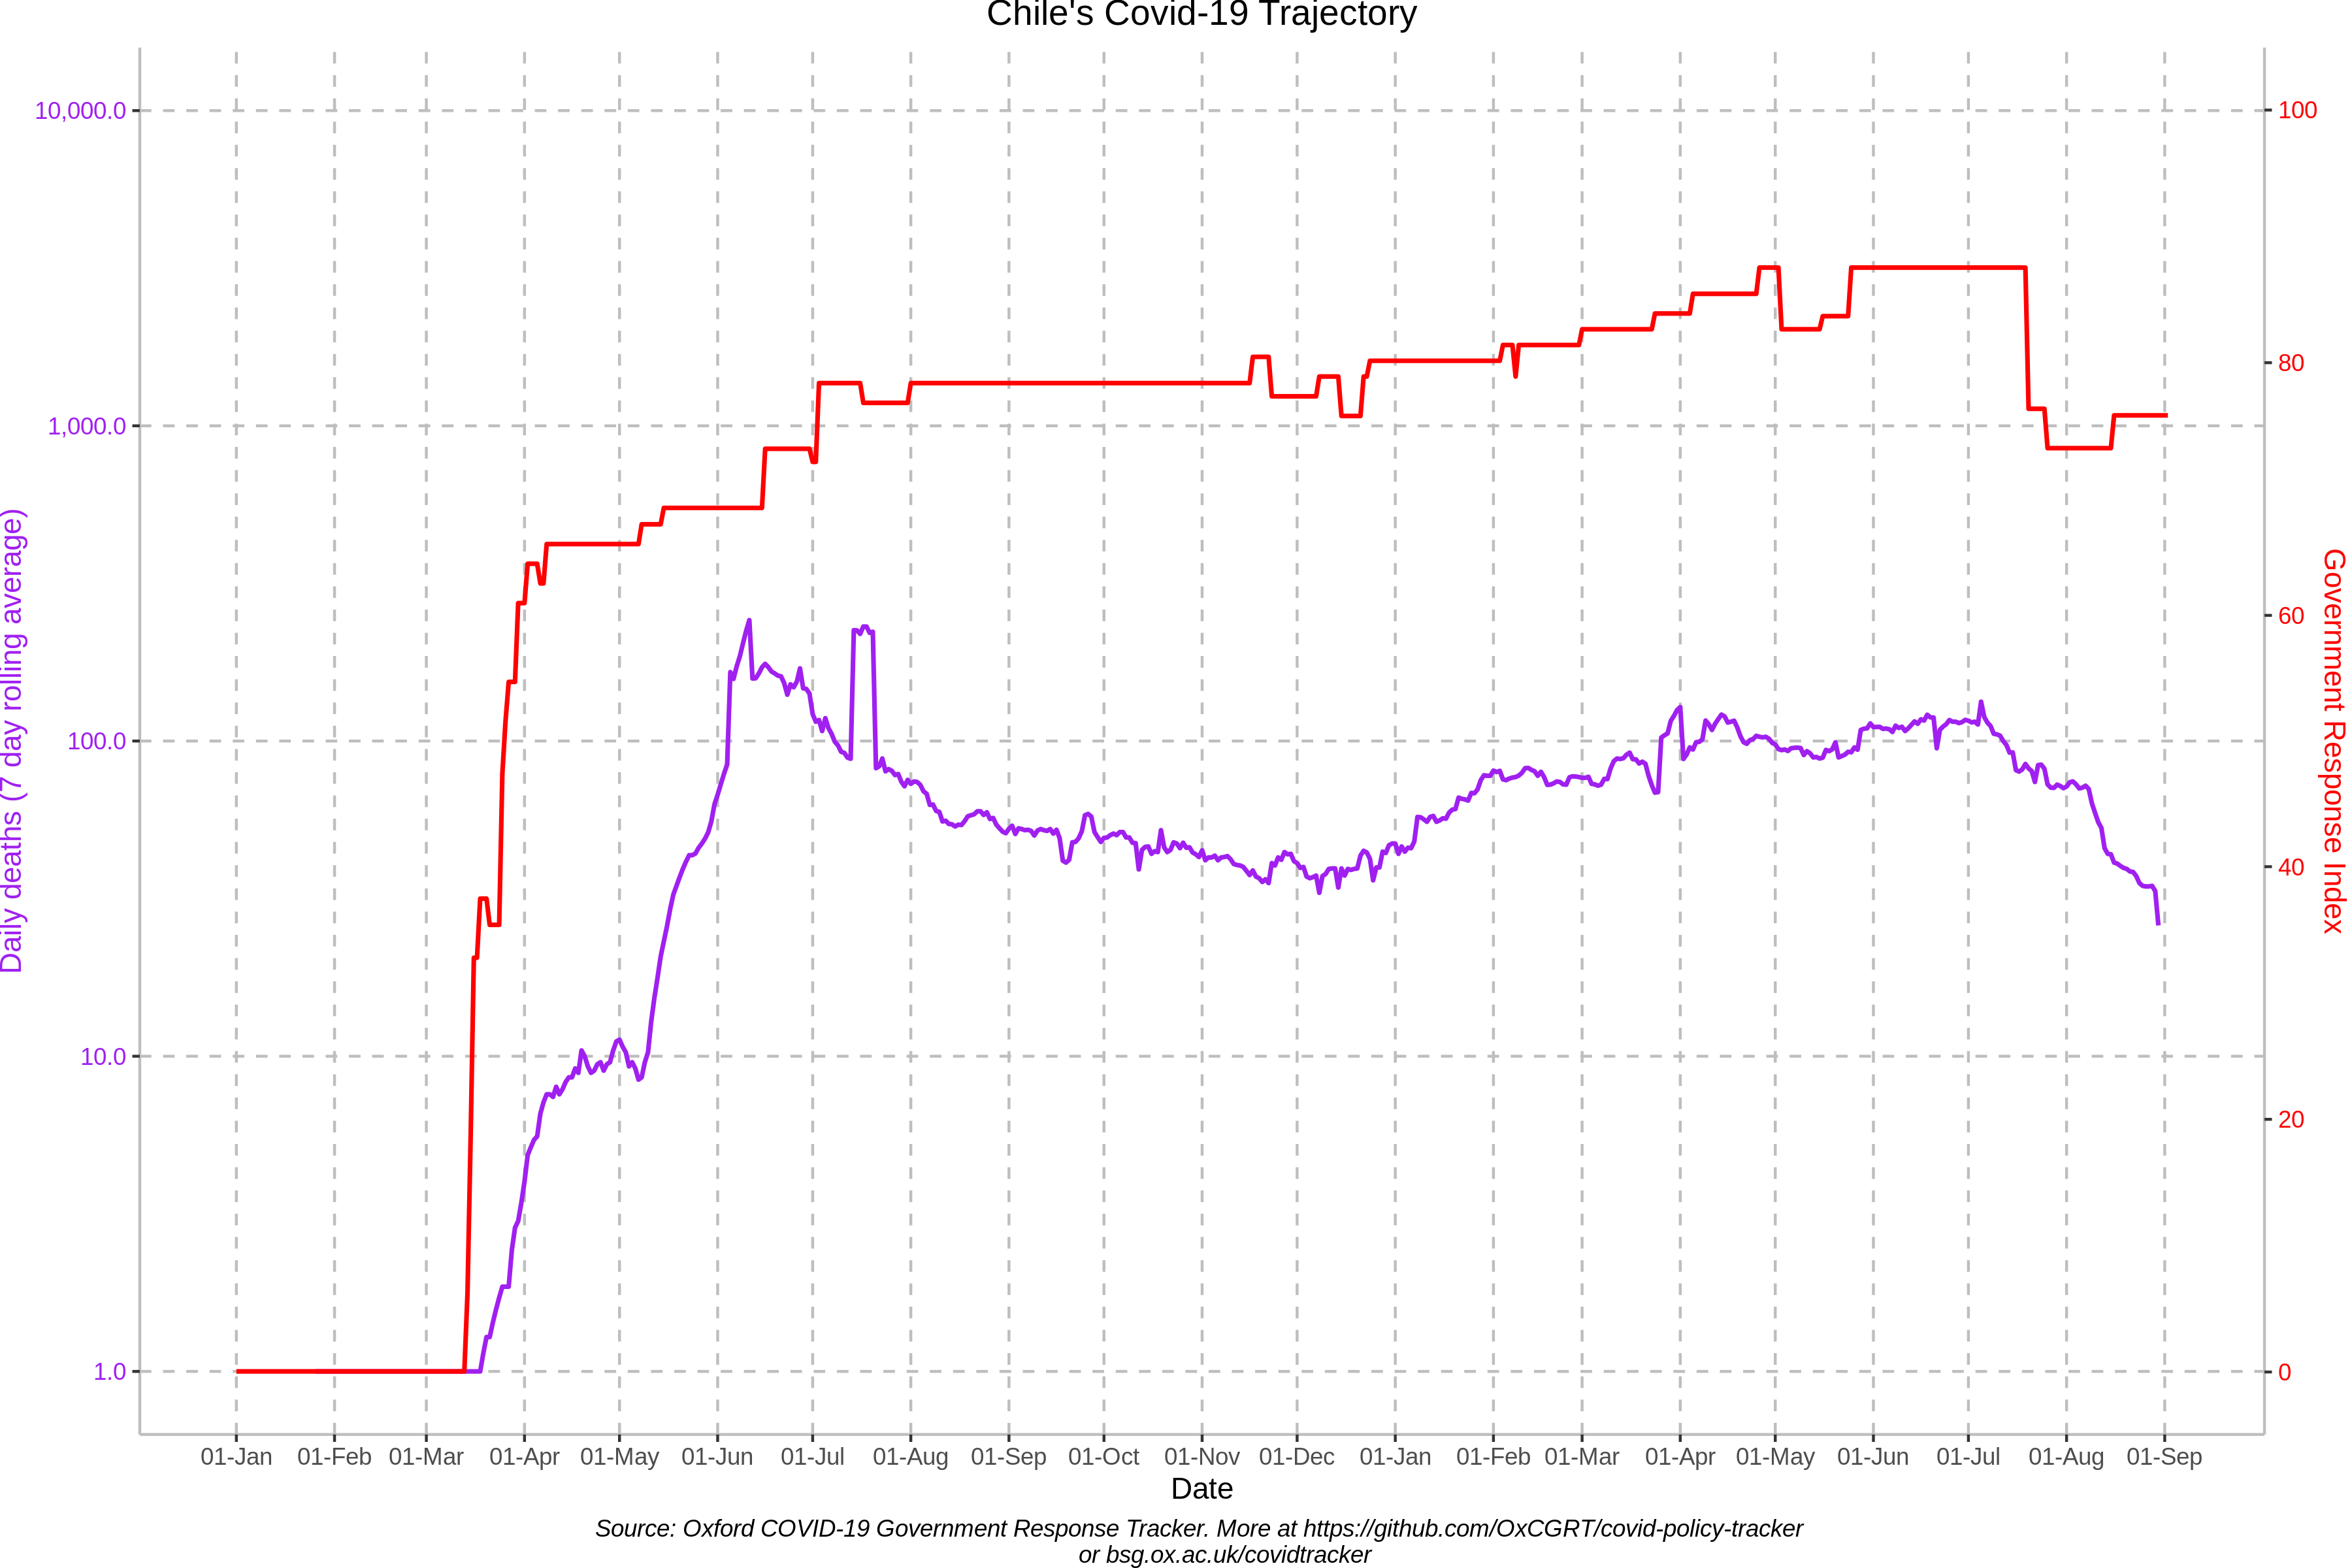 Chile's Covid-19 Trajectory
10,000.0
1,000.0
100.0
10.0
1.0
Daily deaths (7 day rolling average)
100
80
60
40
20
0
Government Response Index
01-Jan 01-Feb 01-Mar 01-Apr 01-May 01-Jun 01-Jul 01-Aug 01-Sep 01-Oct 01-Nov 01-Dec 01-Jan 01-Feb 01-Mar 01-Apr 01-May 01-Jun 01-Jul 01-Aug 01-Sep
Date
Source: Oxford COVID-19 Government Response Tracker. More at https://github.com/OxCGRT/covid-policy-tracker
or bsg.ox.ac.uk/covidtracker